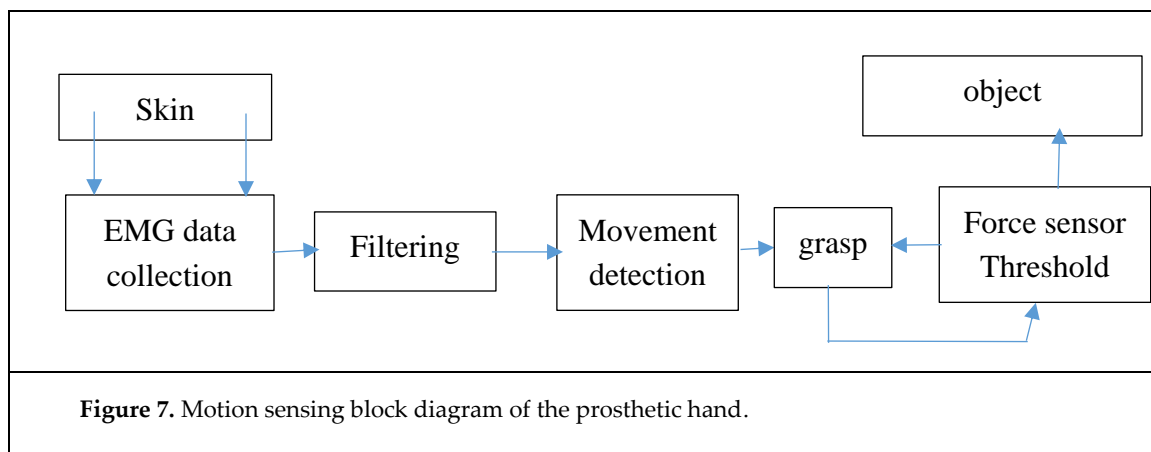 Skin
object
EMG data
collection
Filtering
Movement
detection
grasp
Force sensor
Threshold
Figure 7. Motion sensing block diagram of the prosthetic hand.